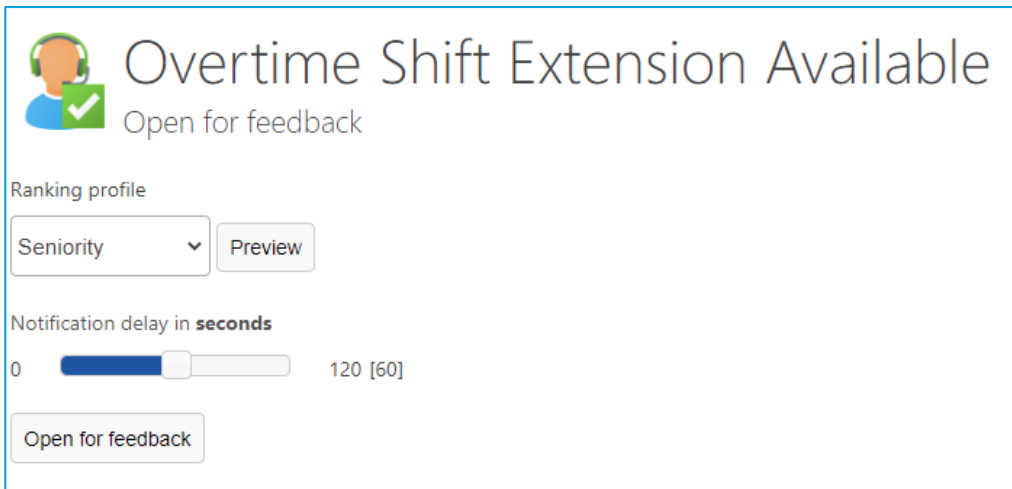 Overtime Shift Extension Available
Open for feedback
Ranking profile
Seniority Preview
Notification delay in seconds
0 120 [60]
Open for feedback